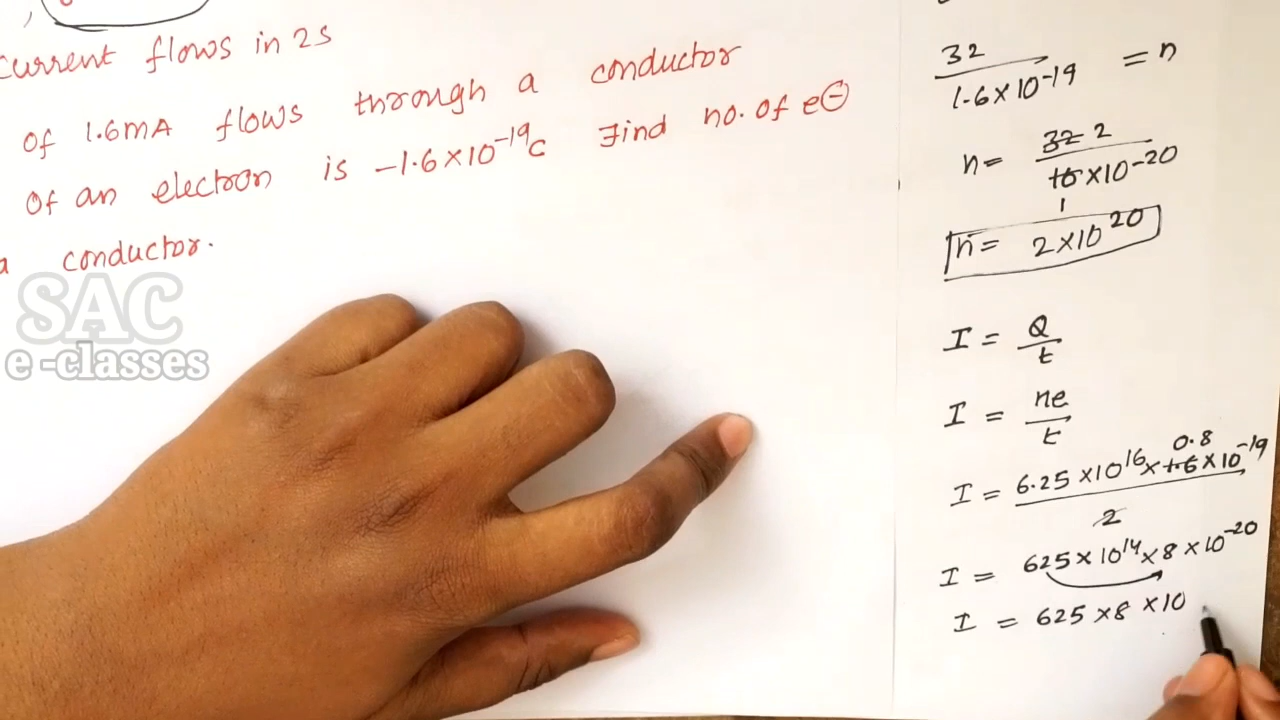 Current flows in 2s
of 1.6mA flows through a conductor
of an electron is -1.6×10⁻¹⁹C Find no. of e⊖
a conductor.
SAC
e-classes
32
1.6×10⁻¹⁹ = n
n= 32 2
16×10⁻²⁰
1
n= 2×10²⁰
I = Q
t
I = ne
t
0.8
I = 6.25×10¹⁶×1.6×10⁻¹⁹
2
I = 625×10¹⁴×8×10⁻²⁰
I = 625×8×10